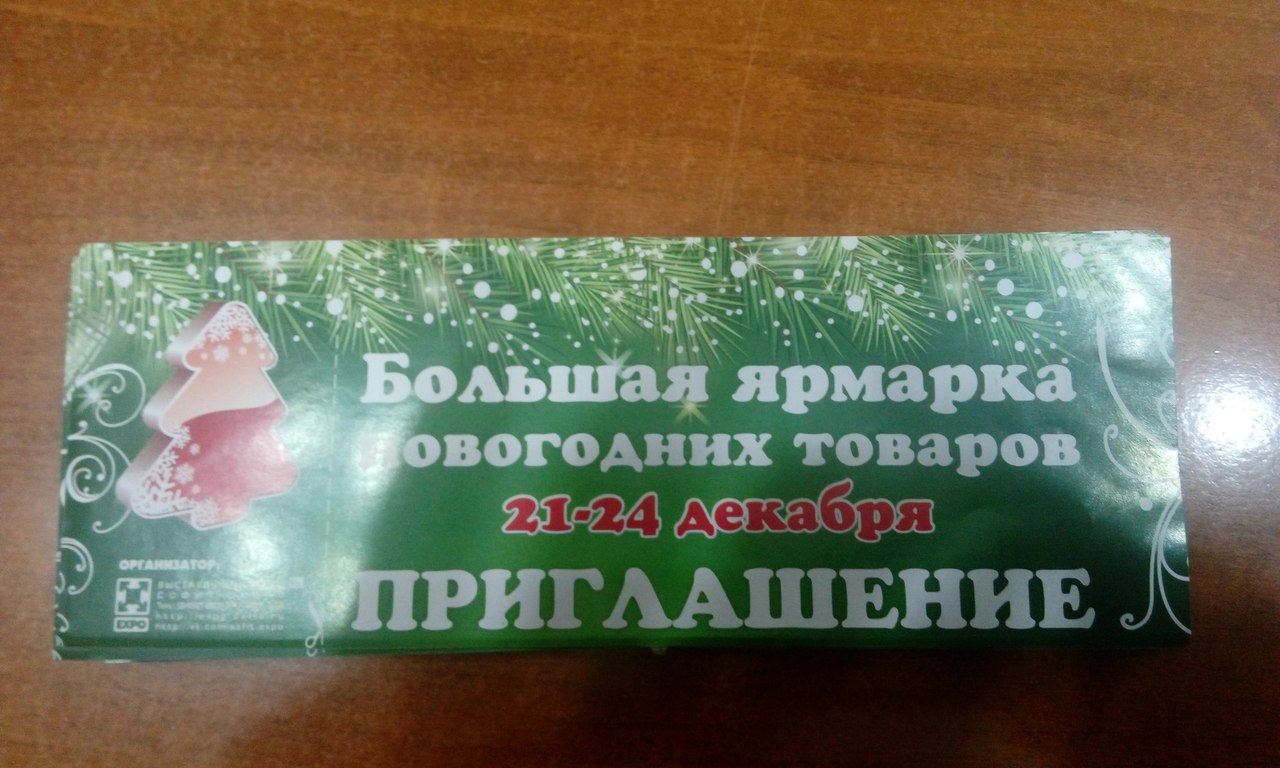 Большая ярмарка
новогодних товаров
21-24 декабря
ПРИГЛАШЕНИЕ
ОРГАНИЗАТОР:
EXPO